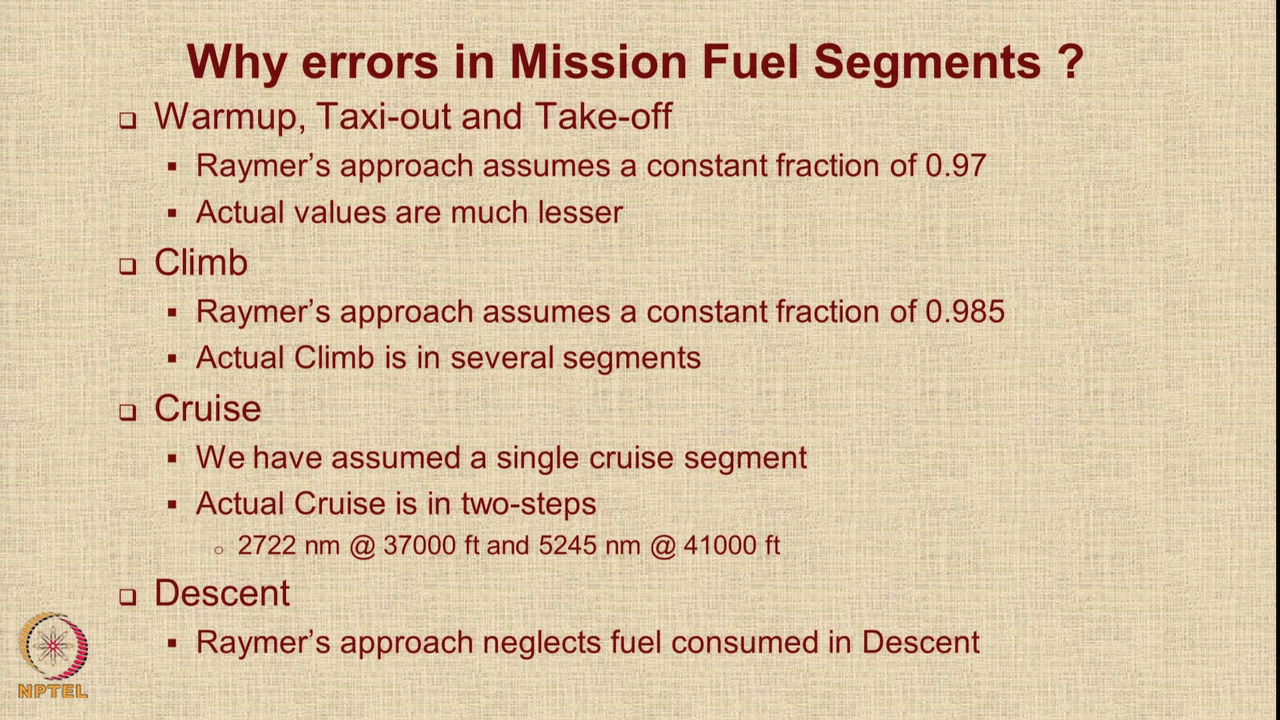 Why errors in Mission Fuel Segments ?
Warmup, Taxi-out and Take-off
Raymer’s approach assumes a constant fraction of 0.97
Actual values are much lesser
Climb
Raymer’s approach assumes a constant fraction of 0.985
Actual Climb is in several segments
Cruise
We have assumed a single cruise segment
Actual Cruise is in two-steps
2722 nm @ 37000 ft and 5245 nm @ 41000 ft
Descent
Raymer’s approach neglects fuel consumed in Descent
NPTEL